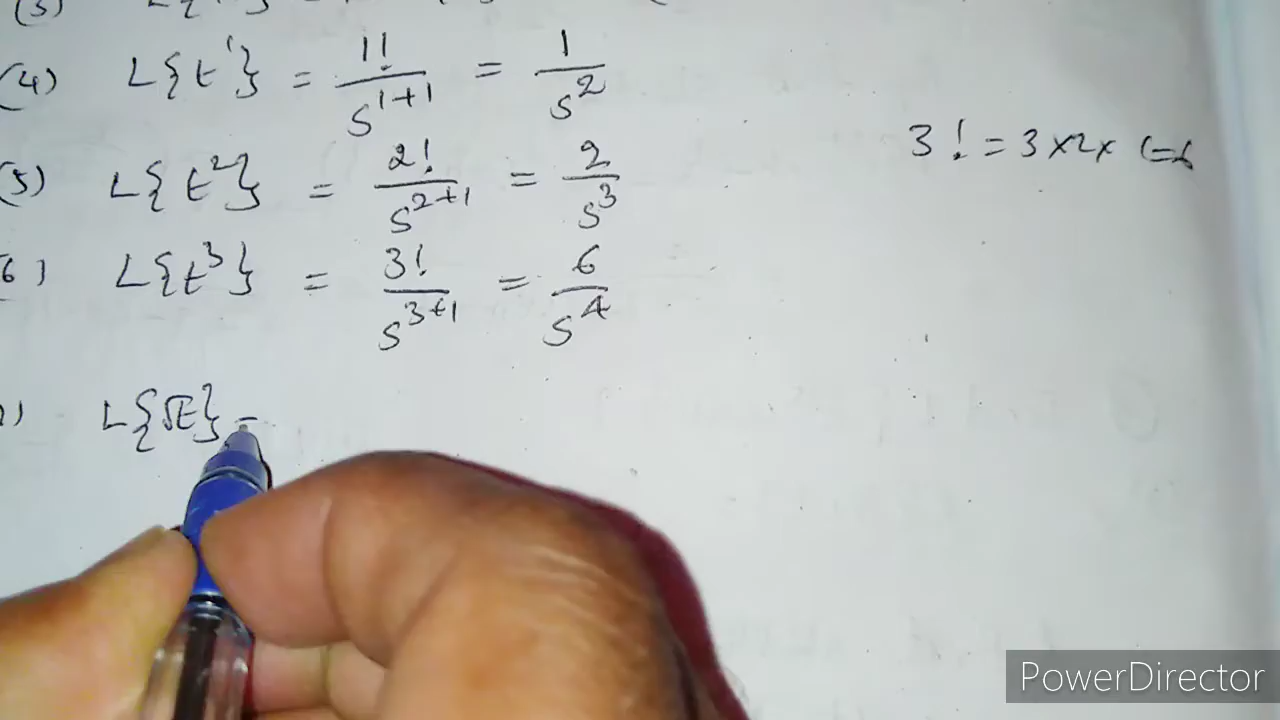 (4) L{t¹} = 1!/s^(1+1) = 1/s²
3! = 3×2×1=6
(5) L{t²} = 2!/s^(2+1) = 2/s³
(6) L{t³} = 3!/s^(3+1) = 6/s⁴
) L{√t} =
PowerDirector